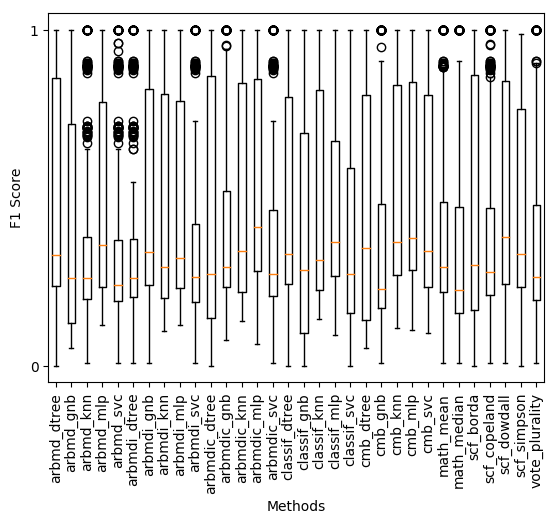 1
0
F1 Score
arbmd_dtree
arbmd_gnb
arbmd_knn
arbmd_mlp
arbmd_svc
arbmdi_dtree
arbmdi_gnb
arbmdi_knn
arbmdi_mlp
arbmdi_svc
arbmdic_dtree
arbmdic_gnb
arbmdic_knn
arbmdic_mlp
arbmdic_svc
classif_dtree
classif_gnb
classif_knn
classif_mlp
classif_svc
cmb_dtree
cmb_gnb
cmb_knn
cmb_mlp
cmb_svc
math_mean
math_median
scf_borda
scf_copeland
scf_dowdall
scf_simpson
vote_plurality
Methods